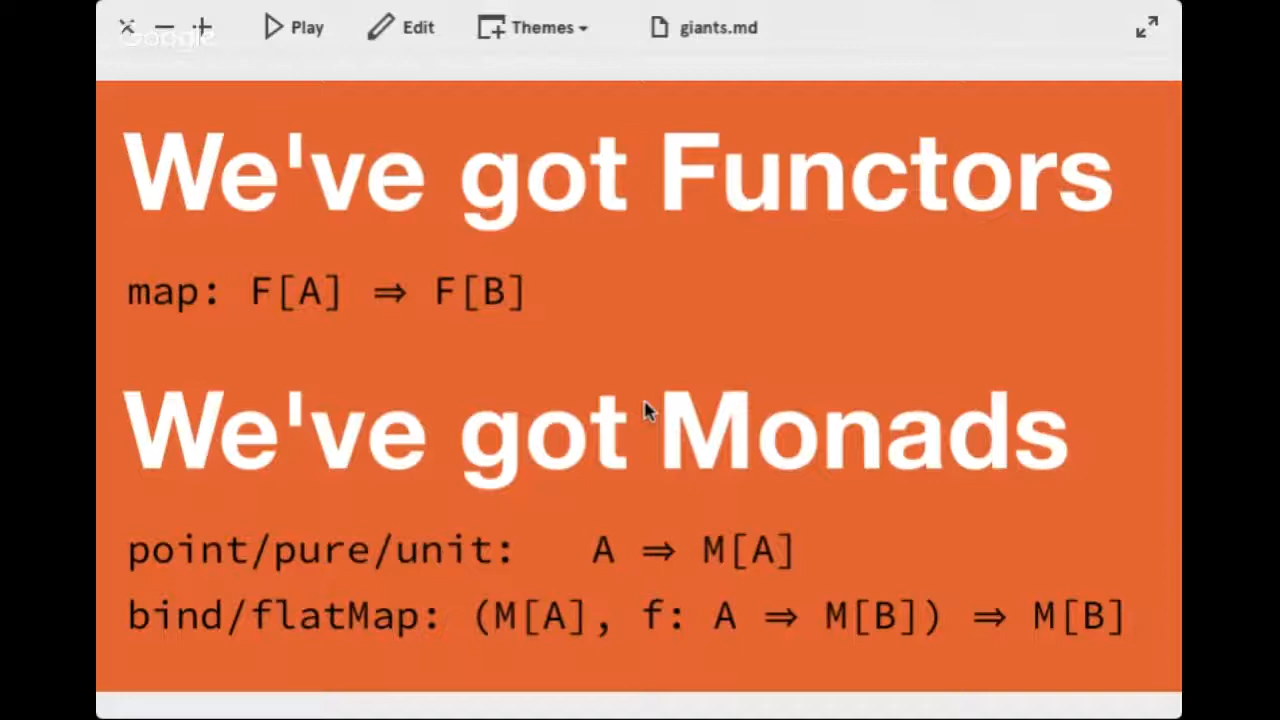 Google
Play Edit Themes giants.md
We've got Functors
map: F[A] ⇒ F[B]
We've got Monads
point/pure/unit: A ⇒ M[A]
bind/flatMap: (M[A], f: A ⇒ M[B]) ⇒ M[B]